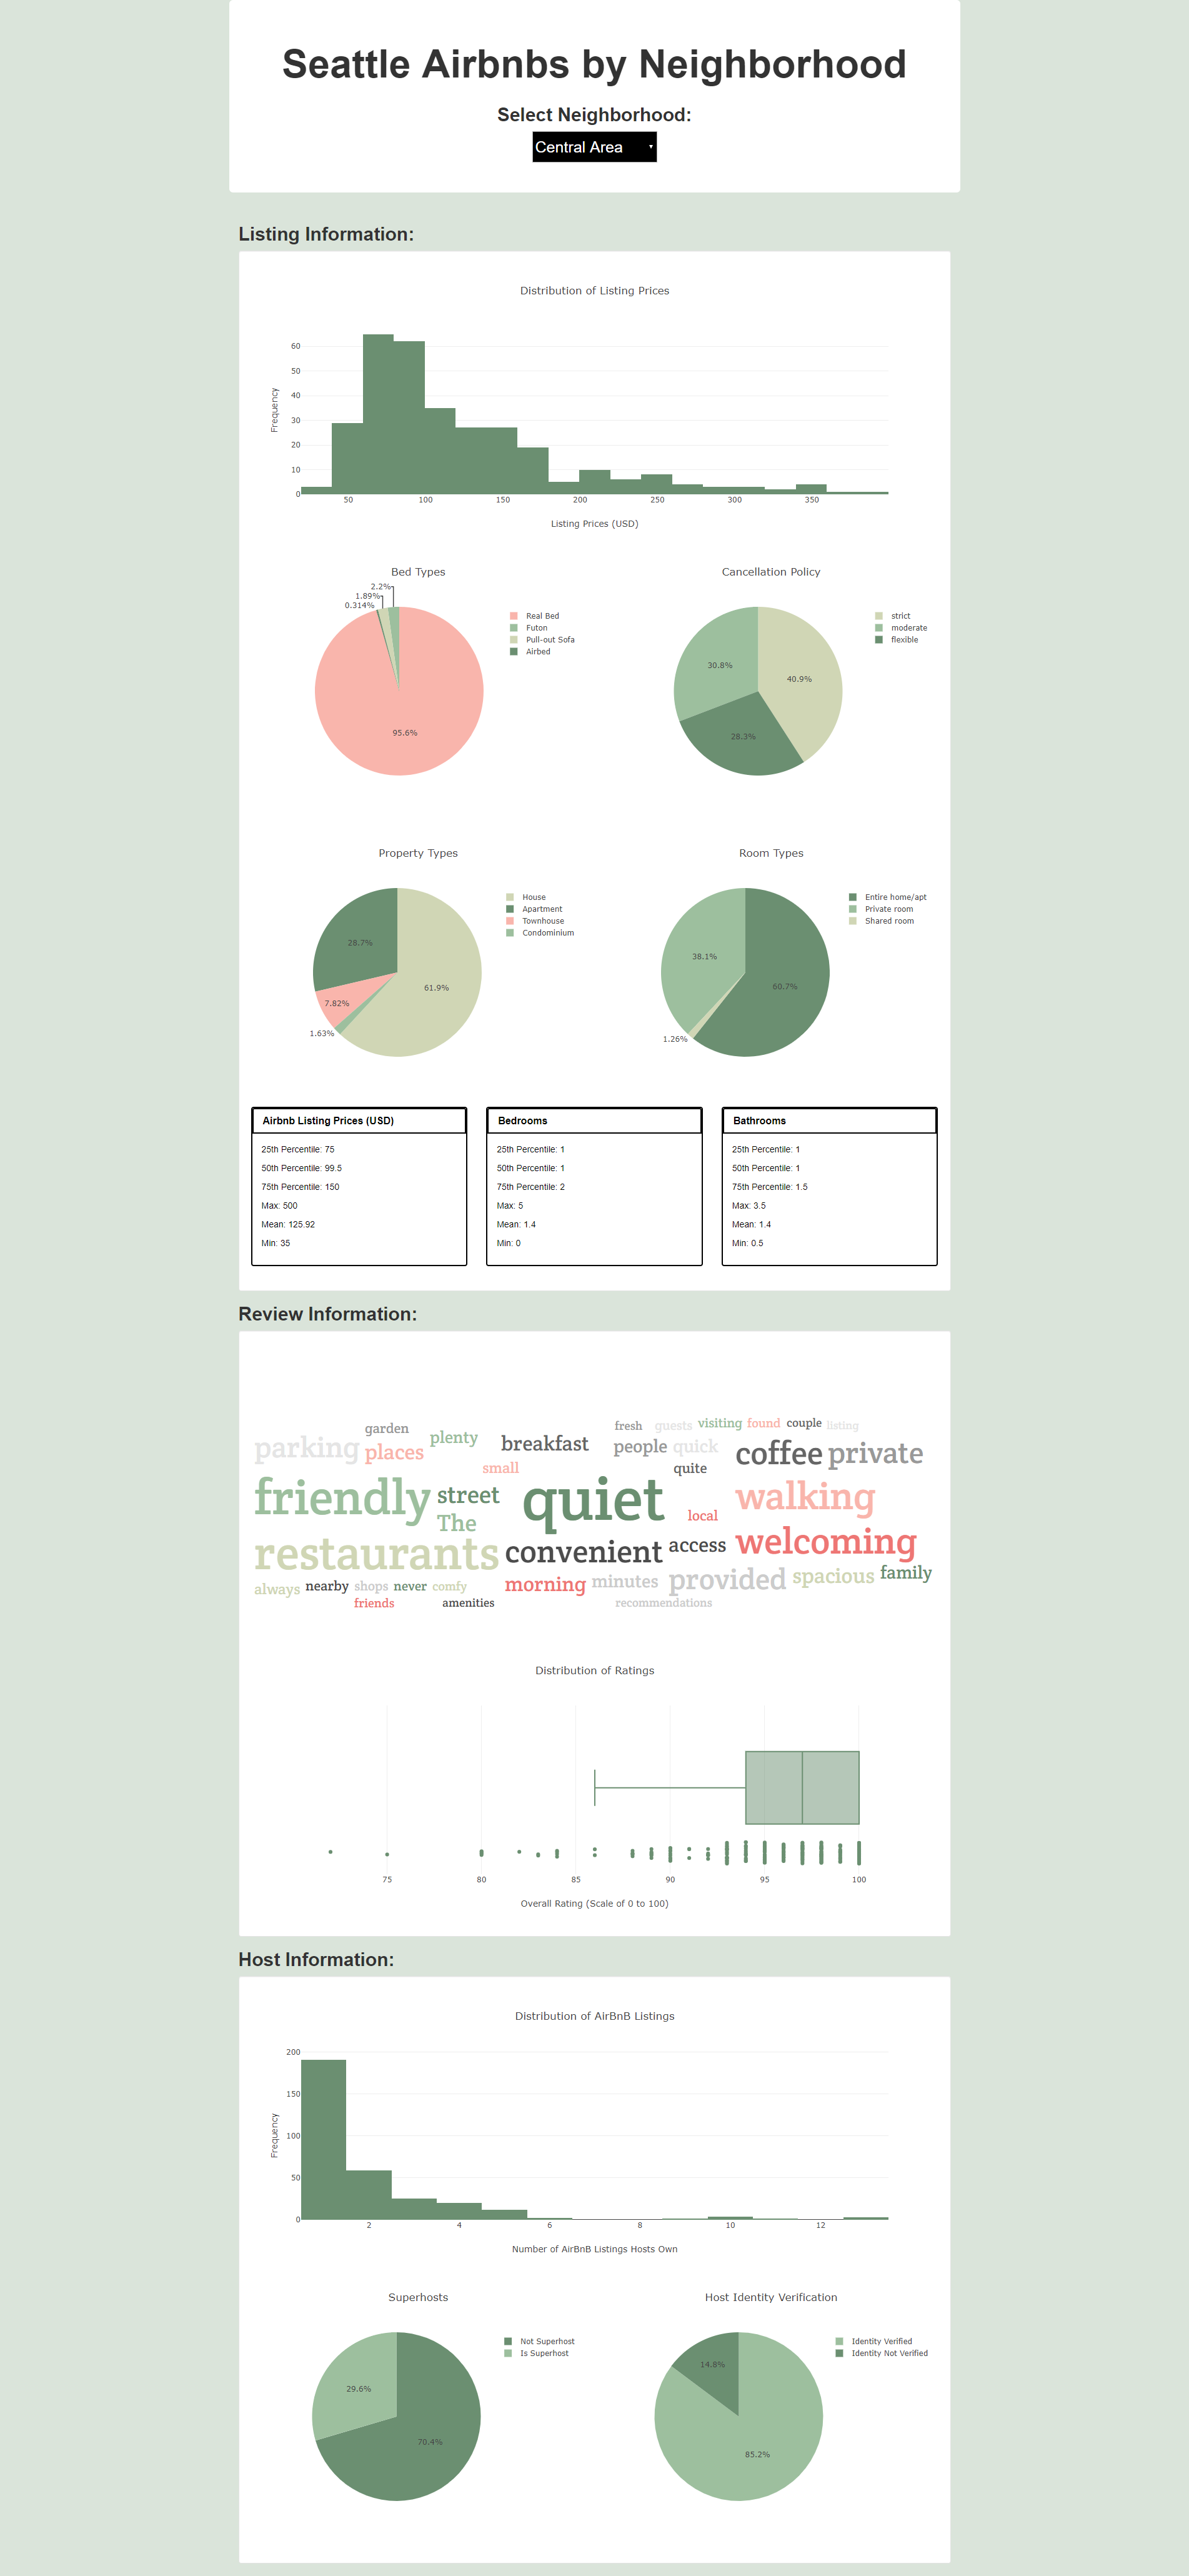 Seattle Airbnbs by Neighborhood
Select Neighborhood:
Central Area
Listing Information:
Distribution of Listing Prices
60
50
40
30
20
10
0
Frequency
50 100 150 200 250 300 350
Listing Prices (USD)
Bed Types
2.2%
1.89%
0.314%
95.6%
Real Bed
Futon
Pull-out Sofa
Airbed
Cancellation Policy
30.8%
40.9%
28.3%
strict
moderate
flexible
Property Types
28.7%
61.9%
7.82%
1.63%
House
Apartment
Townhouse
Condominium
Room Types
38.1%
60.7%
1.26%
Entire home/apt
Private room
Shared room
Airbnb Listing Prices (USD)
25th Percentile: 75
50th Percentile: 99.5
75th Percentile: 150
Max: 500
Mean: 125.92
Min: 35
Bedrooms
25th Percentile: 1
50th Percentile: 1
75th Percentile: 2
Max: 5
Mean: 1.4
Min: 0
Bathrooms
25th Percentile: 1
50th Percentile: 1
75th Percentile: 1.5
Max: 3.5
Mean: 1.4
Min: 0.5
Review Information:
garden fresh guests visiting found couple listing
parking places plenty breakfast people quick coffee private
small quite
friendly street quiet local walking
The
restaurants convenient access welcoming
always nearby shops never comfy morning minutes provided spacious family
friends amenities recommendations
Distribution of Ratings
75 80 85 90 95 100
Overall Rating (Scale of 0 to 100)
Host Information:
Distribution of AirBnB Listings
200
150
100
50
0
Frequency
2 4 6 8 10 12
Number of AirBnB Listings Hosts Own
Superhosts
29.6%
70.4%
Not Superhost
Is Superhost
Host Identity Verification
14.8%
85.2%
Identity Verified
Identity Not Verified